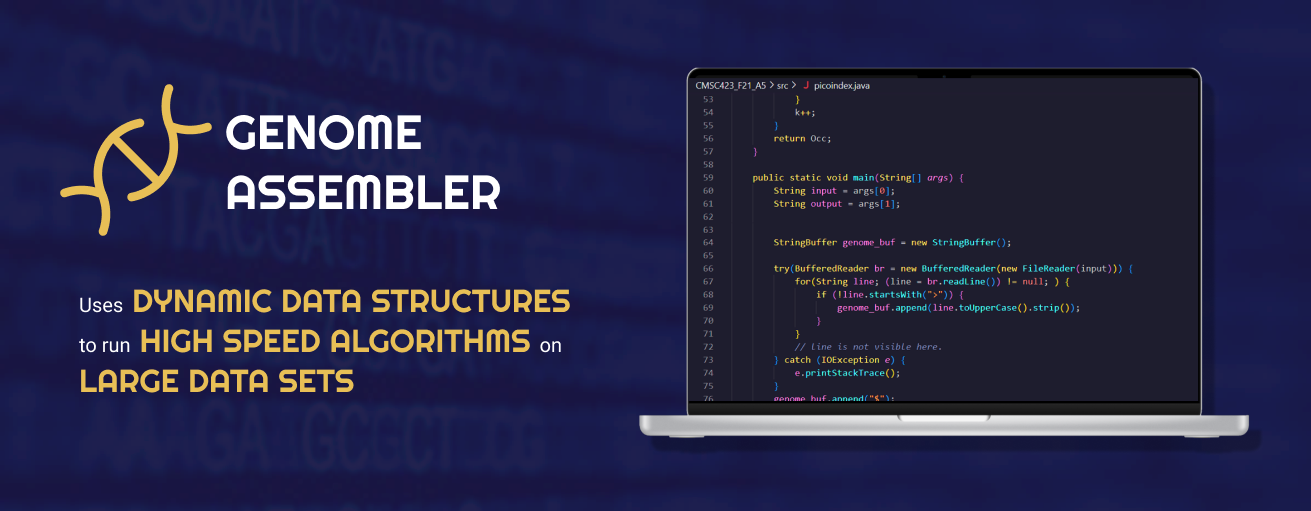 GENOME
ASSEMBLER
Uses DYNAMIC DATA STRUCTURES
to run HIGH SPEED ALGORITHMS on
LARGE DATA SETS
CMSC423_F21_A5 > src > J picoindex.java
53 }
54 k++;
55 }
56 return Occ;
57 }
58
59 public static void main(String[] args) {
60 String input = args[0];
61 String output = args[1];
62
63
64 StringBuffer genome_buf = new StringBuffer();
65
66 try(BufferedReader br = new BufferedReader(new FileReader(input))) {
67 for(String line; (line = br.readLine()) != null; ) {
68 if (!line.startsWith(">")) {
69 genome_buf.append(line.toUpperCase().strip());
70 }
71 }
72 // line is not visible here.
73 } catch (IOException e) {
74 e.printStackTrace();
75 }
76 genome_buf.append("$");